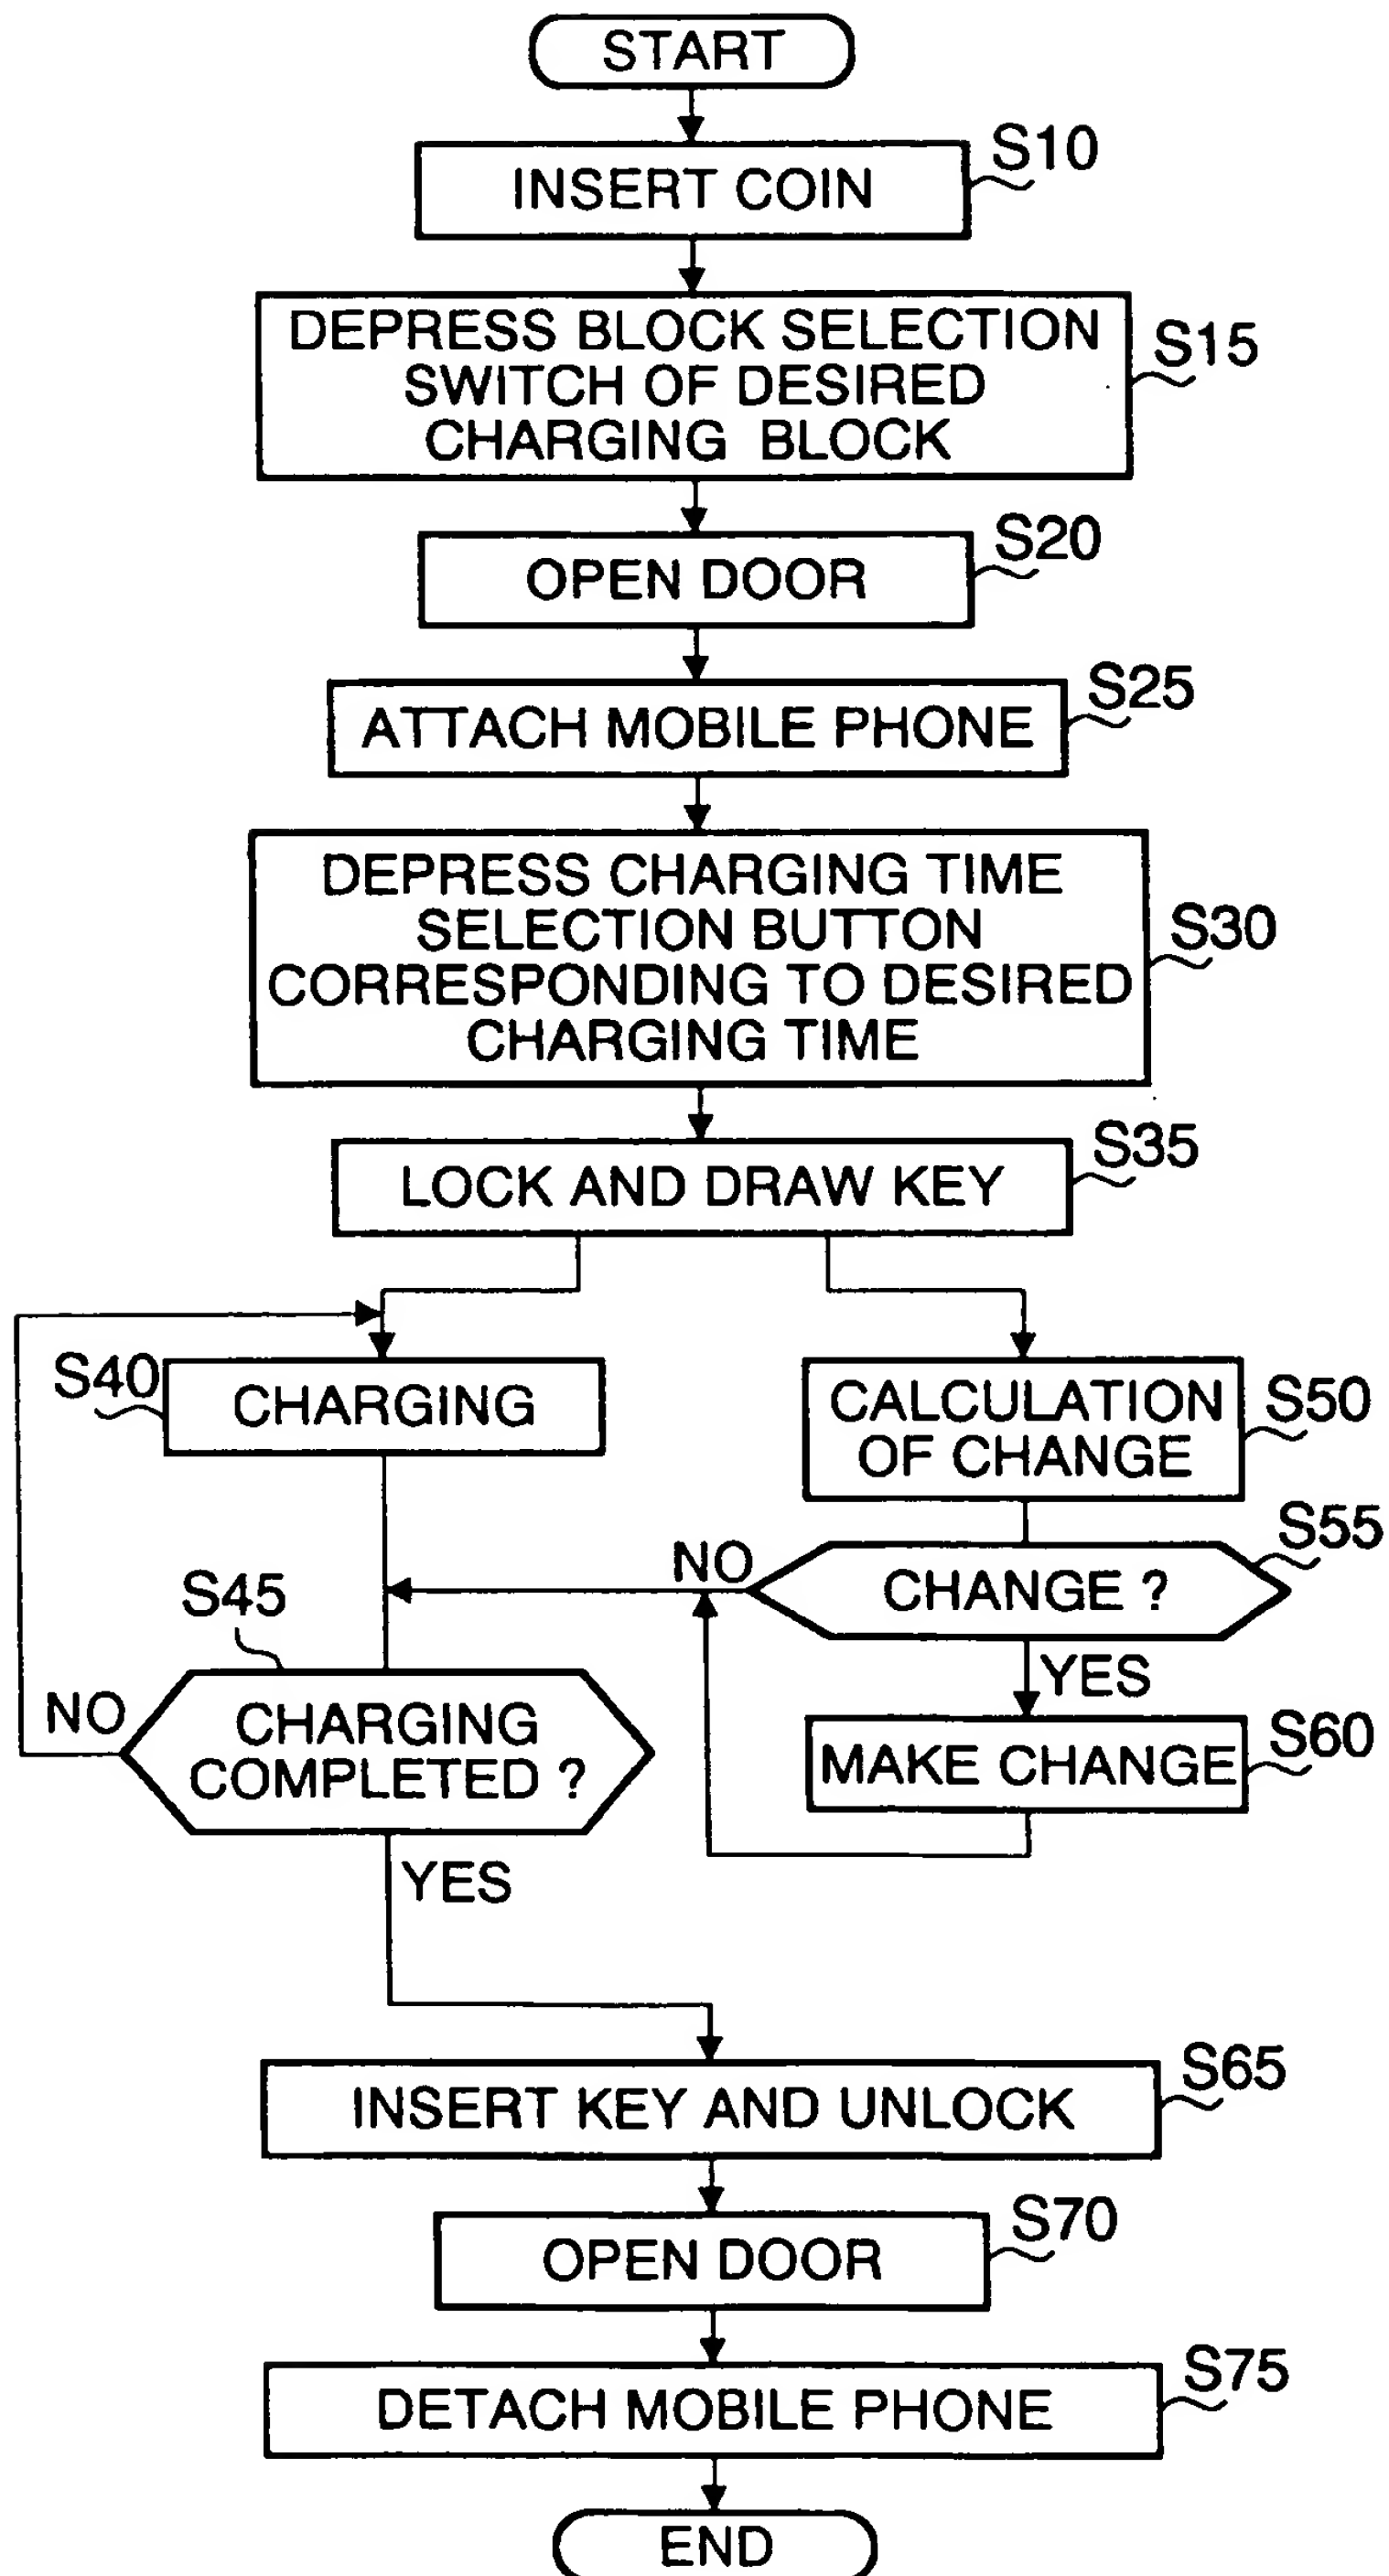 START
INSERT COIN
S10
DEPRESS BLOCK SELECTION
SWITCH OF DESIRED
CHARGING BLOCK
S15
OPEN DOOR
S20
ATTACH MOBILE PHONE
S25
DEPRESS CHARGING TIME
SELECTION BUTTON
CORRESPONDING TO DESIRED
CHARGING TIME
S30
LOCK AND DRAW KEY
S35
S40
CHARGING
CALCULATION
OF CHANGE
S50
S55
NO
CHANGE ?
S45
YES
NO
CHARGING
COMPLETED ?
MAKE CHANGE
S60
YES
INSERT KEY AND UNLOCK
S65
OPEN DOOR
S70
DETACH MOBILE PHONE
S75
END